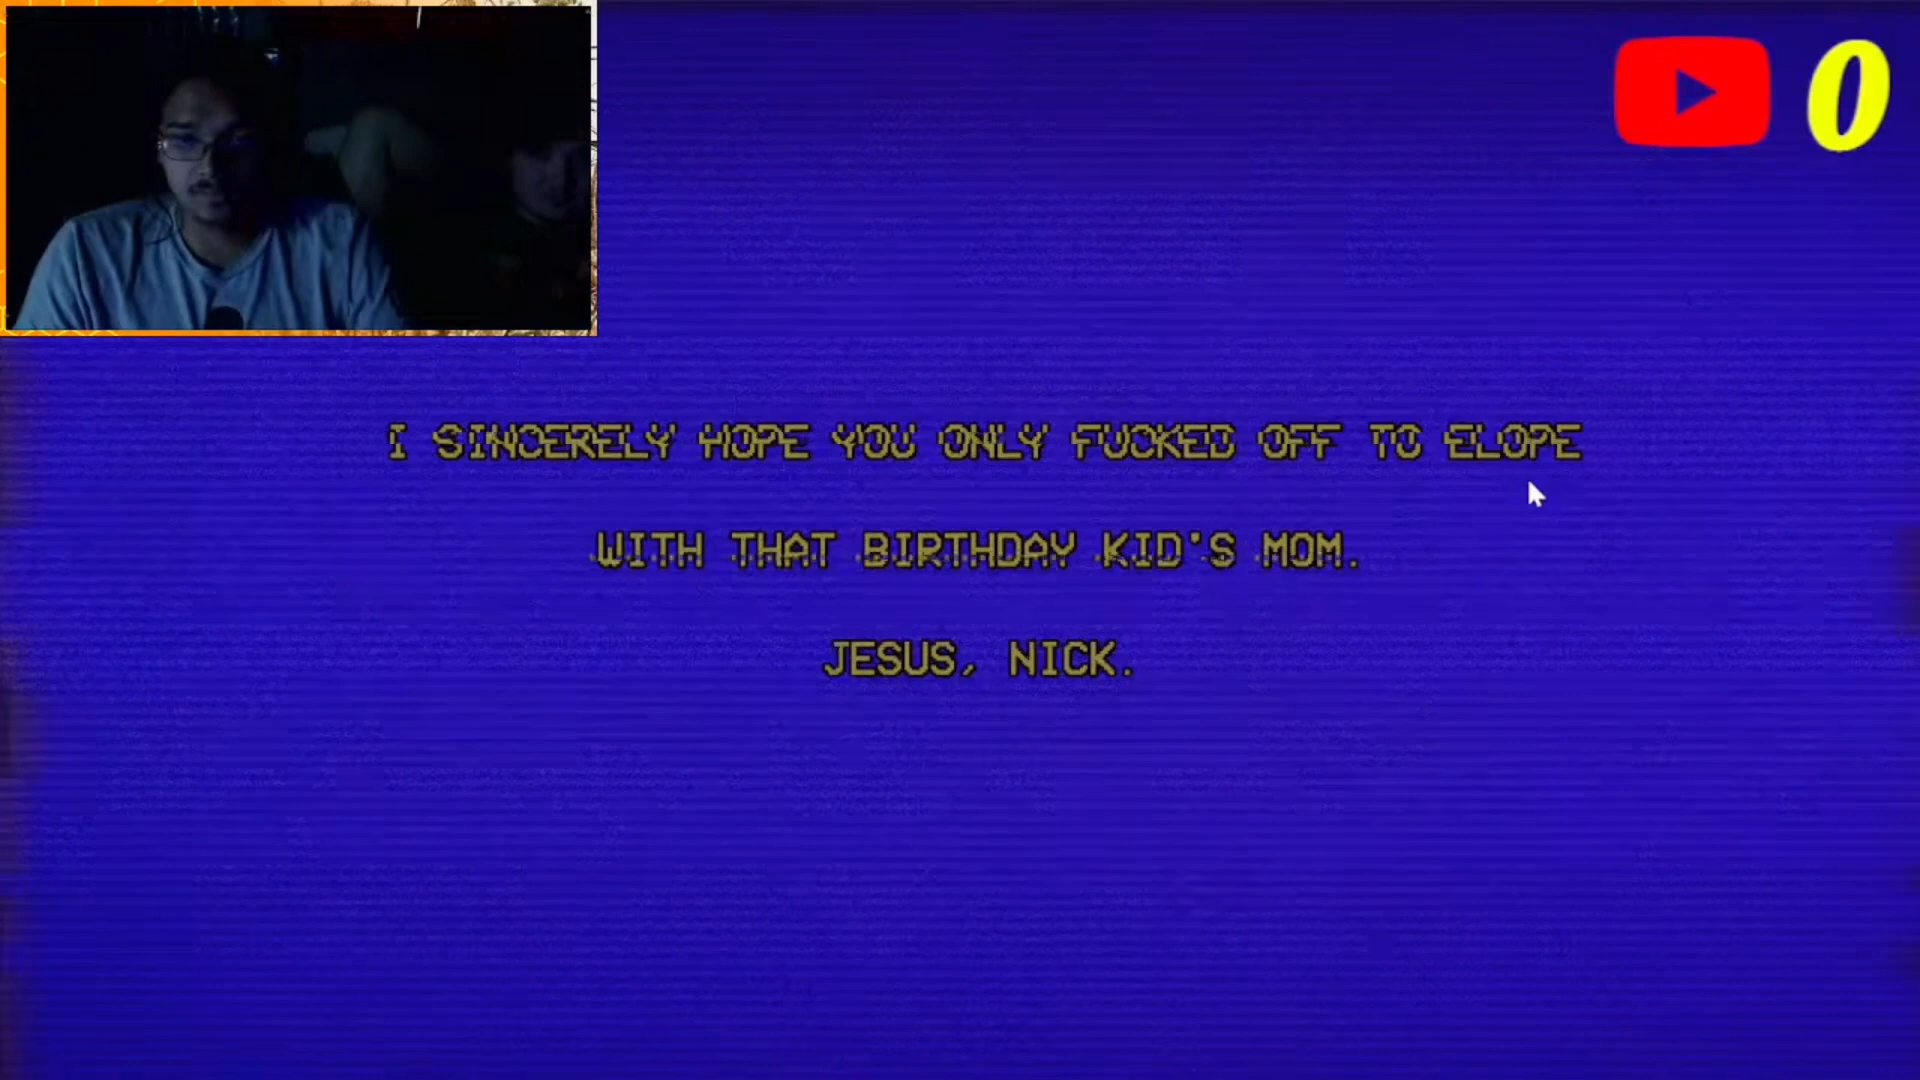 0
I SINCERELY HOPE YOU ONLY FUCKED OFF TO ELOPE
WITH THAT BIRTHDAY KID'S MOM.
JESUS, NICK.